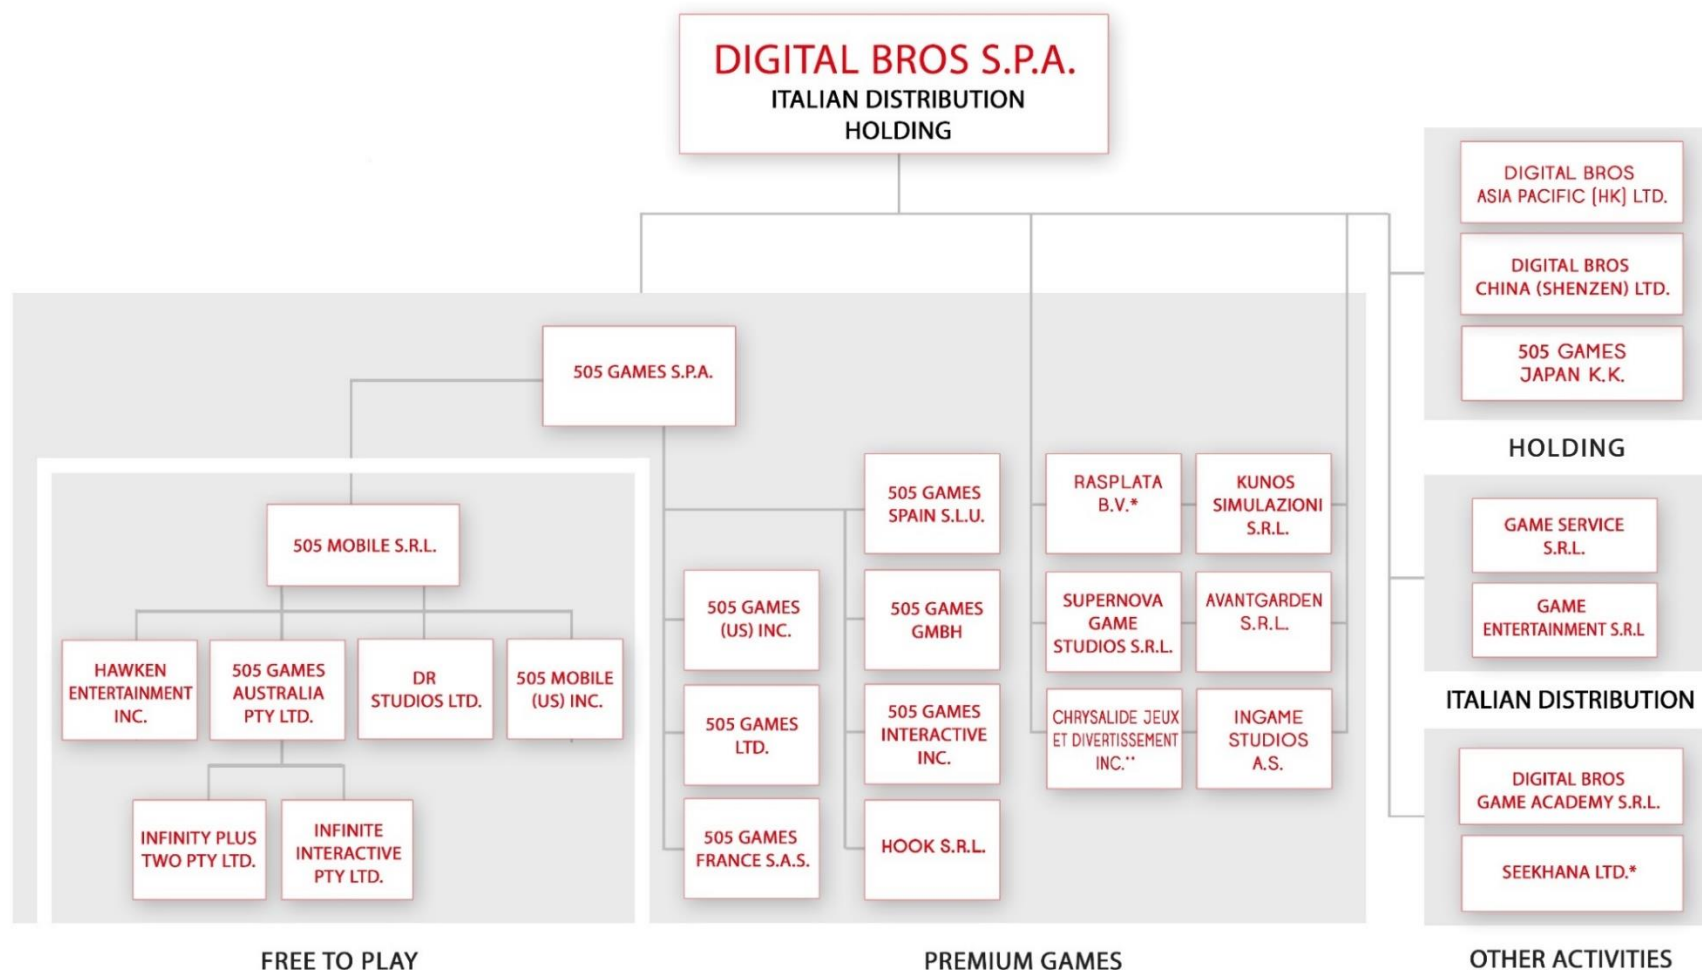 DIGITAL BROS S.P.A.
ITALIAN DISTRIBUTION
HOLDING
DIGITAL BROS
ASIA PACIFIC (HK) LTD.
DIGITAL BROS
CHINA (SHENZEN) LTD.
505 GAMES
JAPAN K.K.
HOLDING
505 GAMES S.P.A.
505 MOBILE S.R.L.
HAWKEN
ENTERTAINMENT
INC.
505 GAMES
AUSTRALIA
PTY LTD.
DR
STUDIOS LTD.
505 MOBILE
(US) INC.
INFINITY PLUS
TWO PTY LTD.
INFINITE
INTERACTIVE
PTY LTD.
FREE TO PLAY
505 GAMES
(US) INC.
505 GAMES
LTD.
505 GAMES
FRANCE S.A.S.
505 GAMES
SPAIN S.L.U.
505 GAMES
GMBH
505 GAMES
INTERACTIVE
INC.
HOOK S.R.L.
RASPLATA
B.V.*
KUNOS
SIMULAZIONI
S.R.L.
SUPERNOVA
GAME
STUDIOS S.R.L.
AVANTGARDEN
S.R.L.
CHRYSALIDE JEUX
ET DIVERTISSEMENT
INC.**
INGAME
STUDIOS
A.S.
PREMIUM GAMES
GAME SERVICE
S.R.L.
GAME
ENTERTAINMENT S.R.L
ITALIAN DISTRIBUTION
DIGITAL BROS
GAME ACADEMY S.R.L.
SEEKHANA LTD.*
OTHER ACTIVITIES